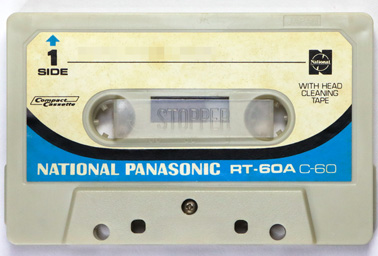 1
SIDE
National
WITH HEAD
CLEANING
TAPE
Compact
Cassette
STOPPER
NATIONAL PANASONIC RT-60A C-60